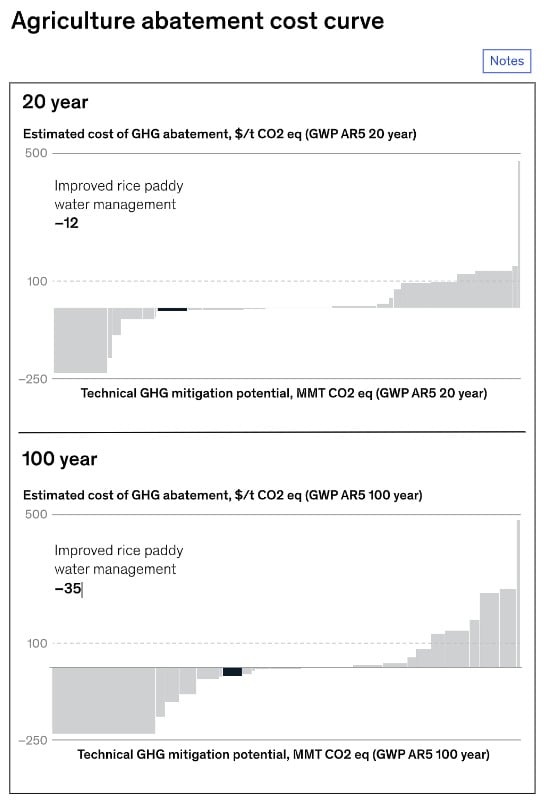 Agriculture abatement cost curve
Notes
20 year
Estimated cost of GHG abatement, $/t CO2 eq (GWP AR5 20 year)
500
Improved rice paddy
water management
−12
100
−250
Technical GHG mitigation potential, MMT CO2 eq (GWP AR5 20 year)
100 year
Estimated cost of GHG abatement, $/t CO2 eq (GWP AR5 100 year)
500
Improved rice paddy
water management
−35
100
−250
Technical GHG mitigation potential, MMT CO2 eq (GWP AR5 100 year)